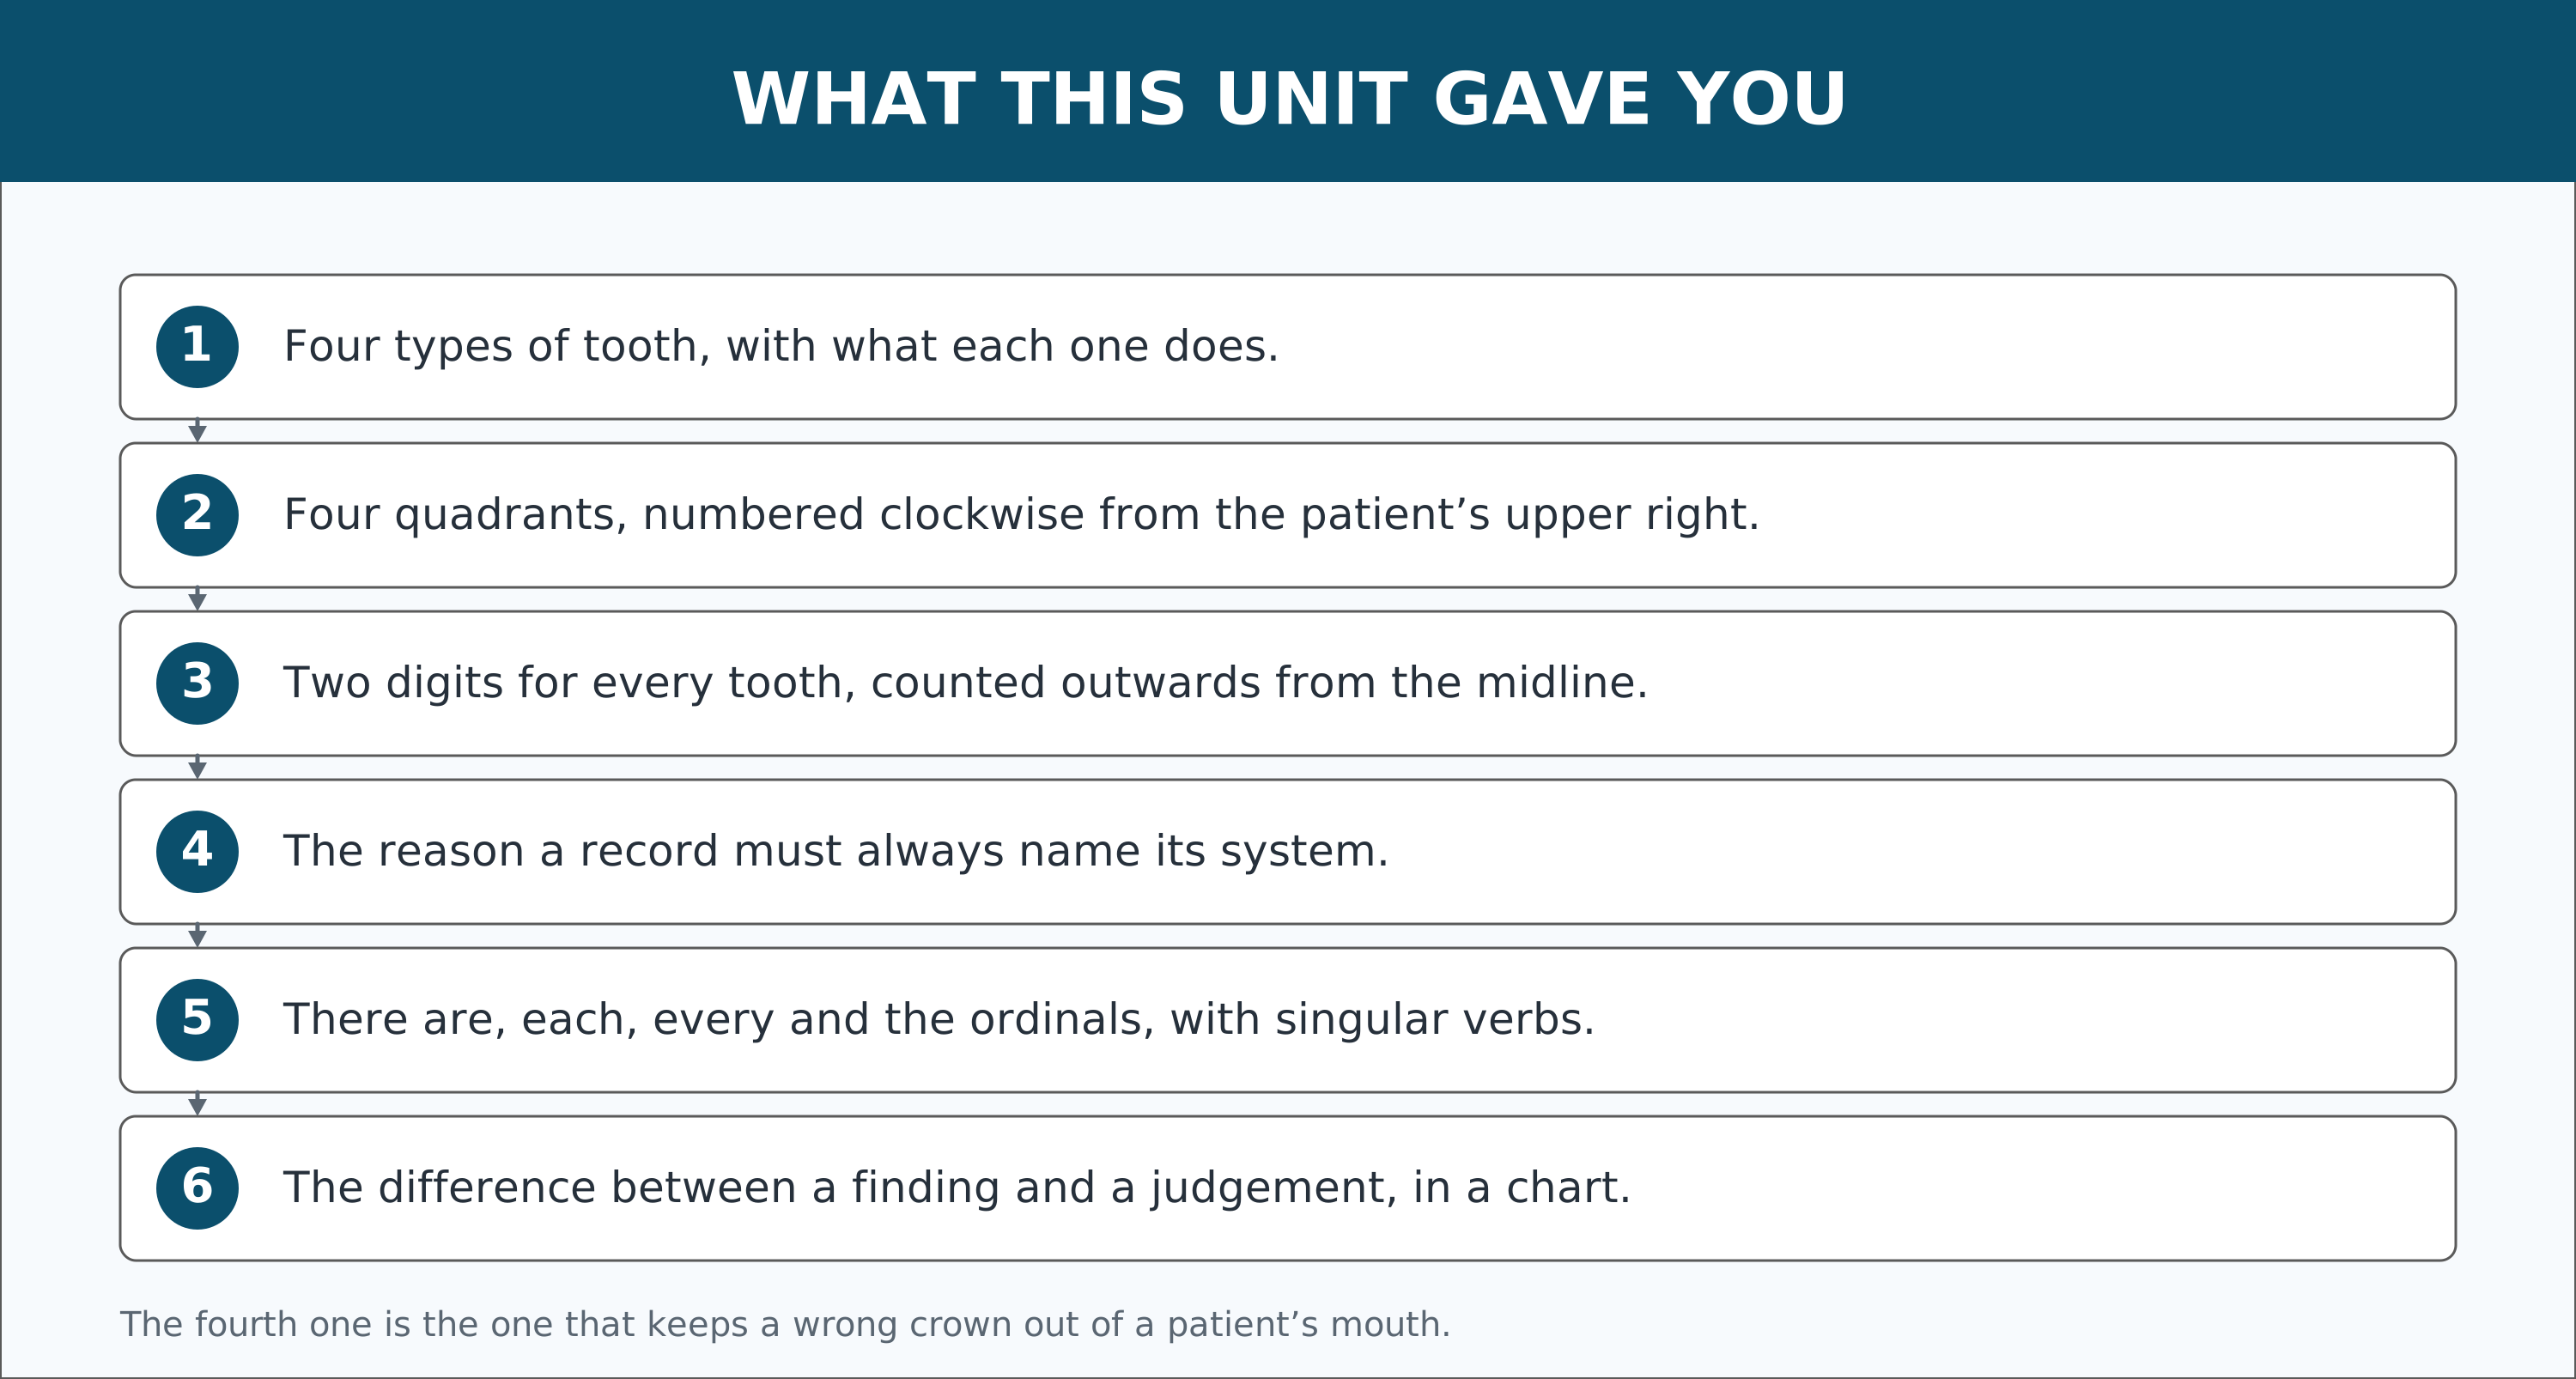 WHAT THIS UNIT GAVE YOU
1 Four types of tooth, with what each one does.
2 Four quadrants, numbered clockwise from the patient’s upper right.
3 Two digits for every tooth, counted outwards from the midline.
4 The reason a record must always name its system.
5 There are, each, every and the ordinals, with singular verbs.
6 The difference between a finding and a judgement, in a chart.
The fourth one is the one that keeps a wrong crown out of a patient’s mouth.